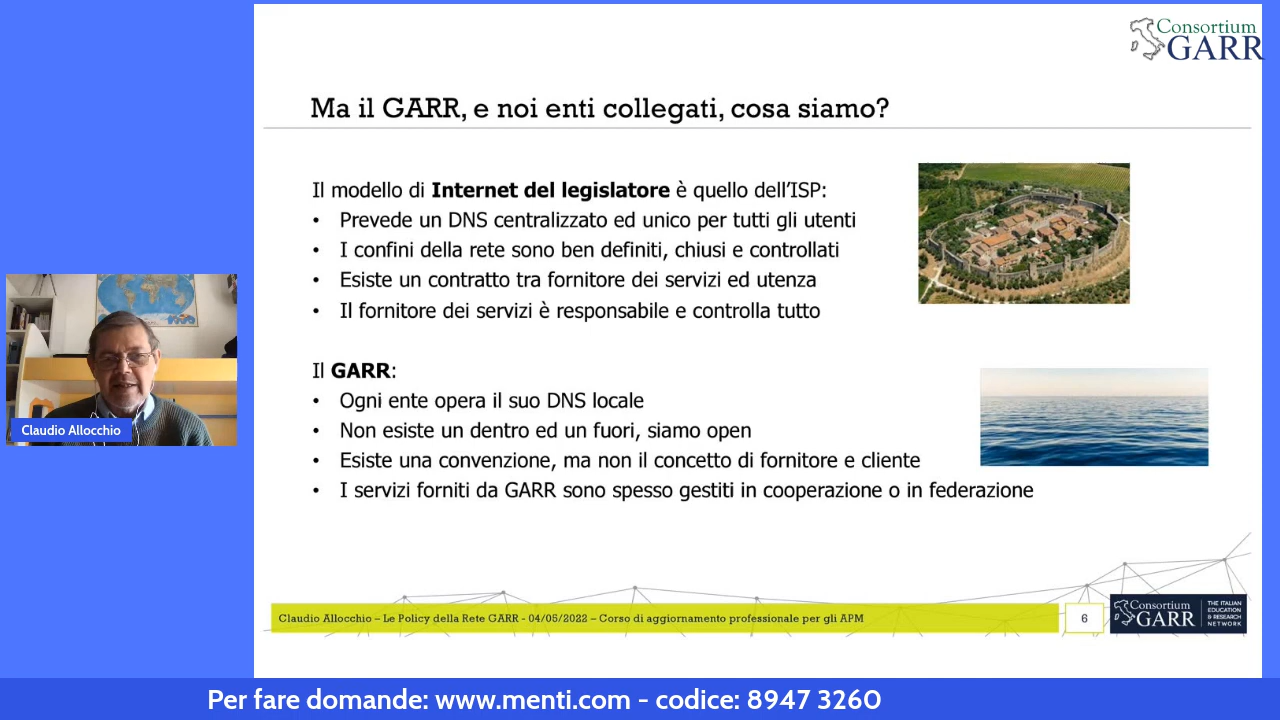 Consortium
GARR
Ma il GARR, e noi enti collegati, cosa siamo?
Il modello di Internet del legislatore è quello dell'ISP:
• Prevede un DNS centralizzato ed unico per tutti gli utenti
• I confini della rete sono ben definiti, chiusi e controllati
• Esiste un contratto tra fornitore dei servizi ed utenza
• Il fornitore dei servizi è responsabile e controlla tutto
Il GARR:
• Ogni ente opera il suo DNS locale
• Non esiste un dentro ed un fuori, siamo open
• Esiste una convenzione, ma non il concetto di fornitore e cliente
• I servizi forniti da GARR sono spesso gestiti in cooperazione o in federazione
Claudio Allocchio
Claudio Allocchio – Le Policy della Rete GARR - 04/05/2022 – Corso di aggiornamento professionale per gli APM
6
Consortium
GARR
THE ITALIAN
EDUCATION
& RESEARCH
NETWORK
Per fare domande: www.menti.com - codice: 8947 3260